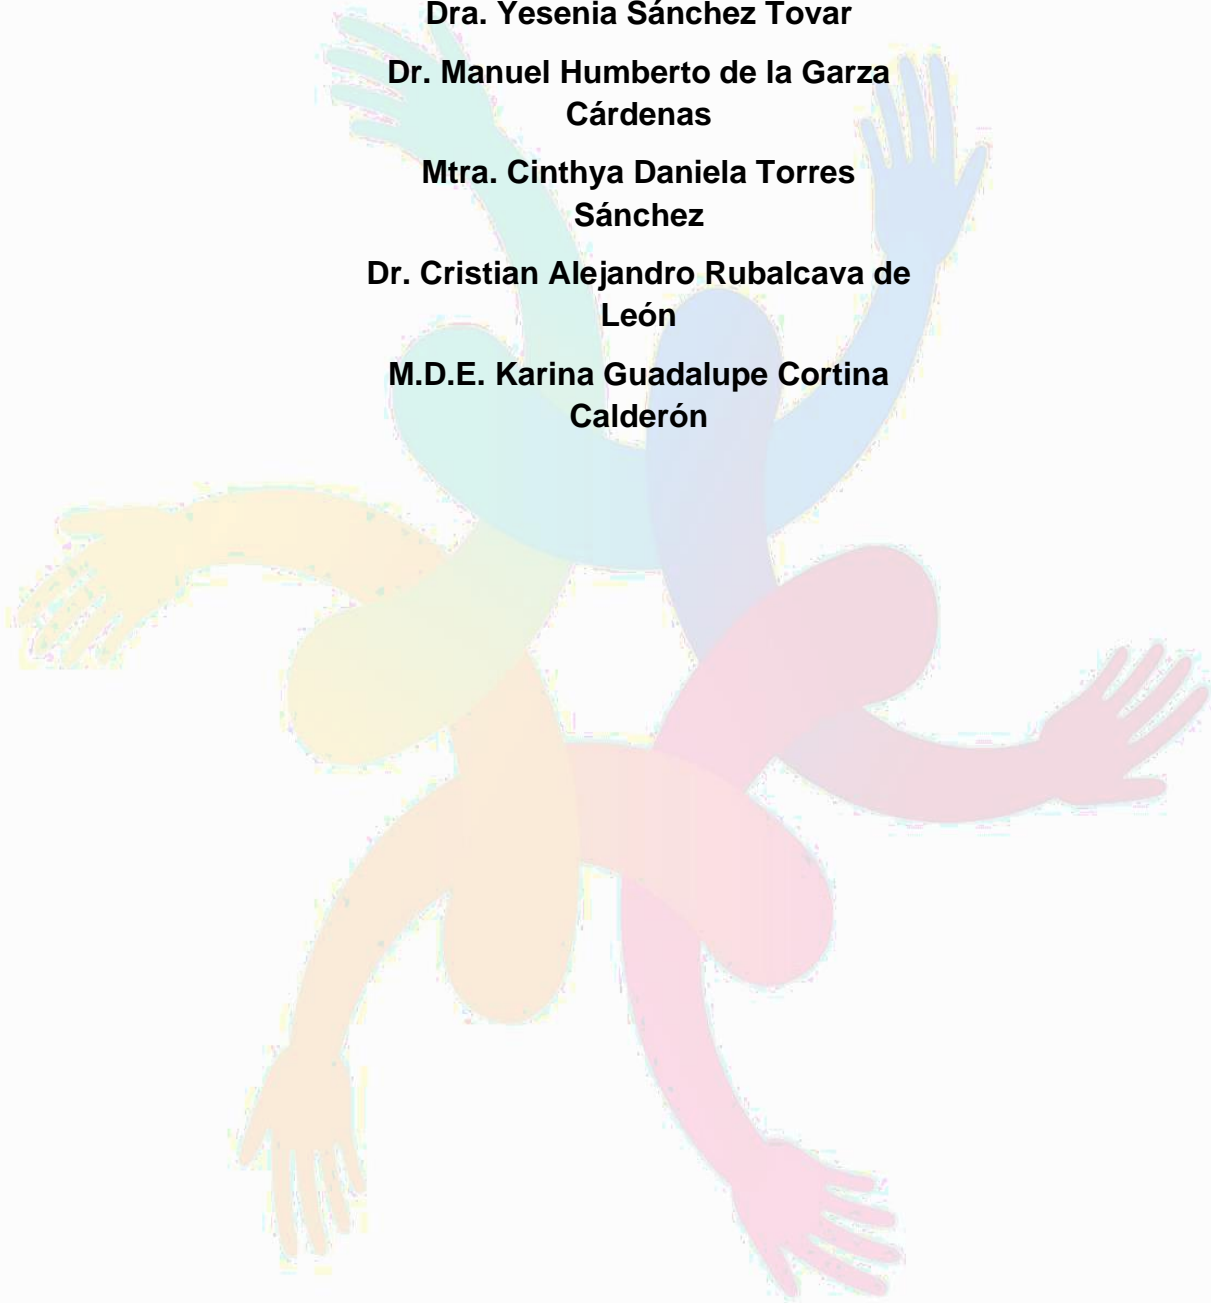 Dra. Yesenia Sánchez Tovar
Dr. Manuel Humberto de la Garza
Cárdenas
Mtra. Cinthya Daniela Torres
Sánchez
Dr. Cristian Alejandro Rubalcava de
León
M.D.E. Karina Guadalupe Cortina
Calderón